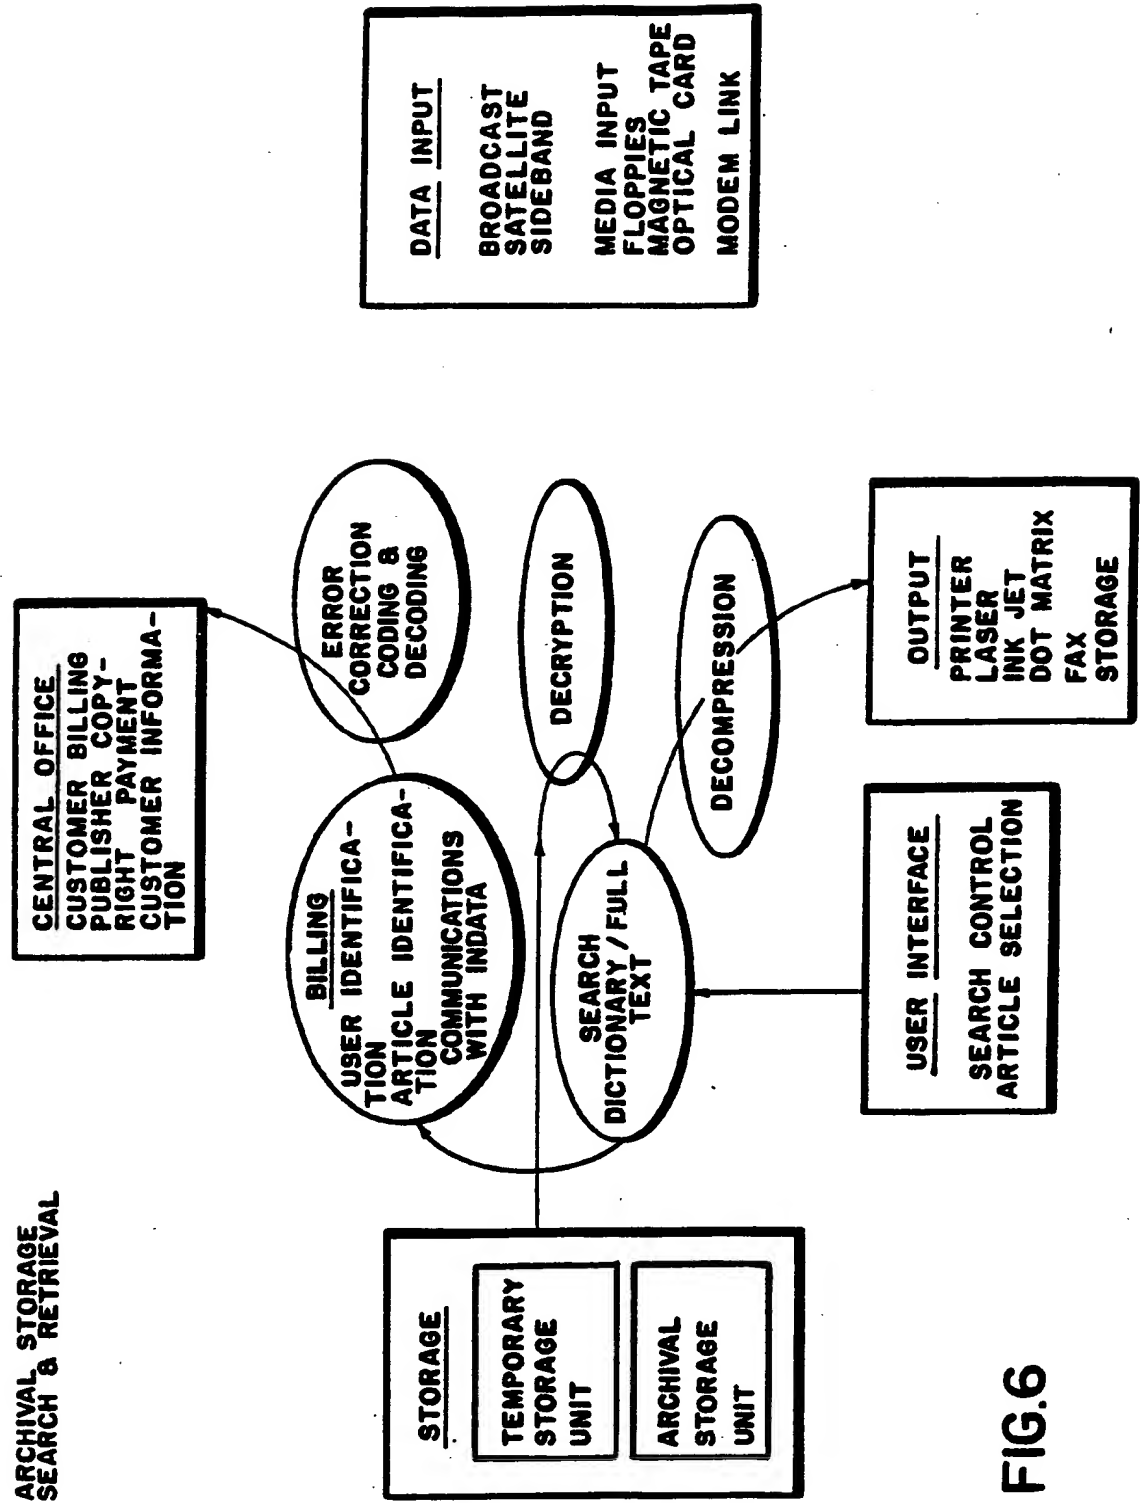 ARCHIVAL STORAGE
SEARCH & RETRIEVAL
CENTRAL OFFICE
CUSTOMER BILLING
PUBLISHER COPY-
RIGHT PAYMENT
CUSTOMER INFORMA-
TION
BILLING
USER IDENTIFICA-
TION
ARTICLE IDENTIFICA-
TION
COMMUNICATIONS
WITH INDATA
ERROR
CORRECTION
CODING &
DECODING
DATA INPUT
BROADCAST
SATELLITE
SIDEBAND
MEDIA INPUT
FLOPPIES
MAGNETIC TAPE
OPTICAL CARD
MODEM LINK
STORAGE
TEMPORARY
STORAGE
UNIT
ARCHIVAL
STORAGE
UNIT
DECRYPTION
SEARCH
DICTIONARY/FULL
TEXT
DECOMPRESSION
USER INTERFACE
SEARCH CONTROL
ARTICLE SELECTION
OUTPUT
PRINTER
LASER
INK JET
DOT MATRIX
FAX
STORAGE
FIG.6